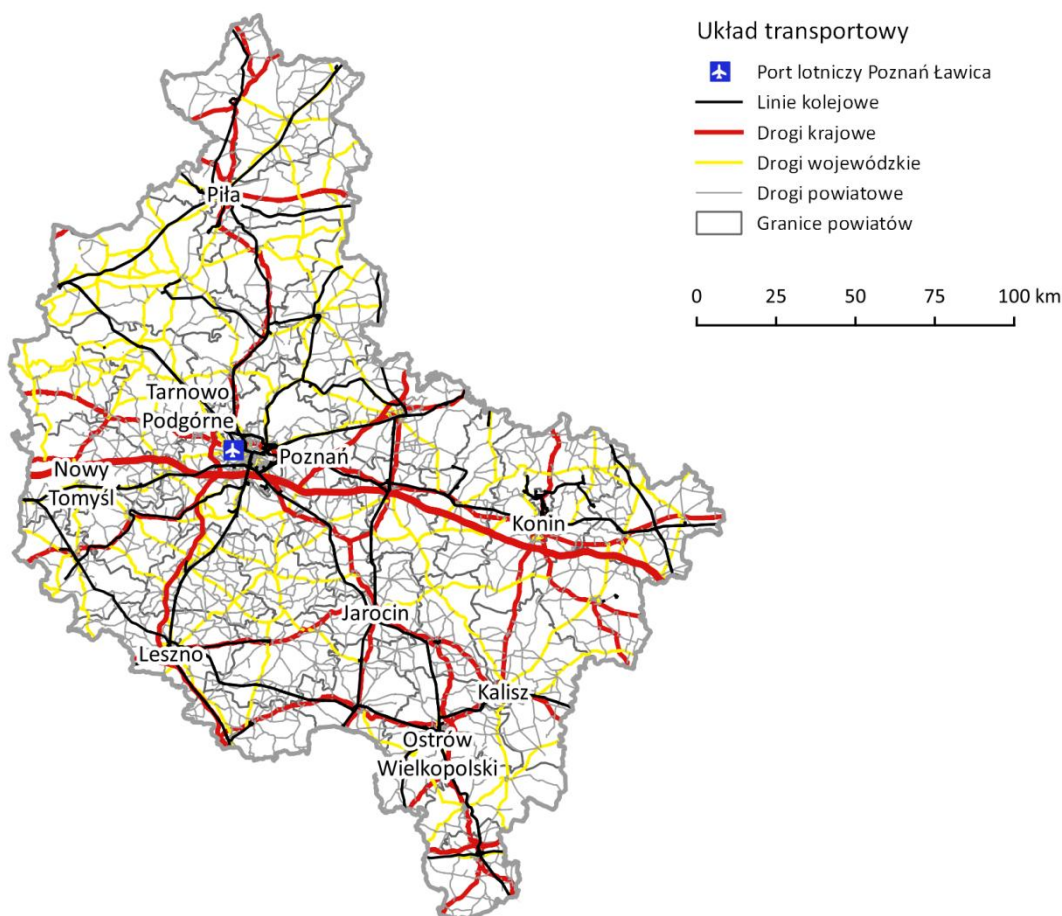 Układ transportowy
Port lotniczy Poznań Ławica
Linie kolejowe
Drogi krajowe
Drogi wojewódzkie
Drogi powiatowe
Granice powiatów
0 25 50 75 100 km
Piła
Tarnowo
Podgórne
Poznań
Nowy
Tomyśl
Konin
Jarocin
Leszno
Kalisz
Ostrów
Wielkopolski